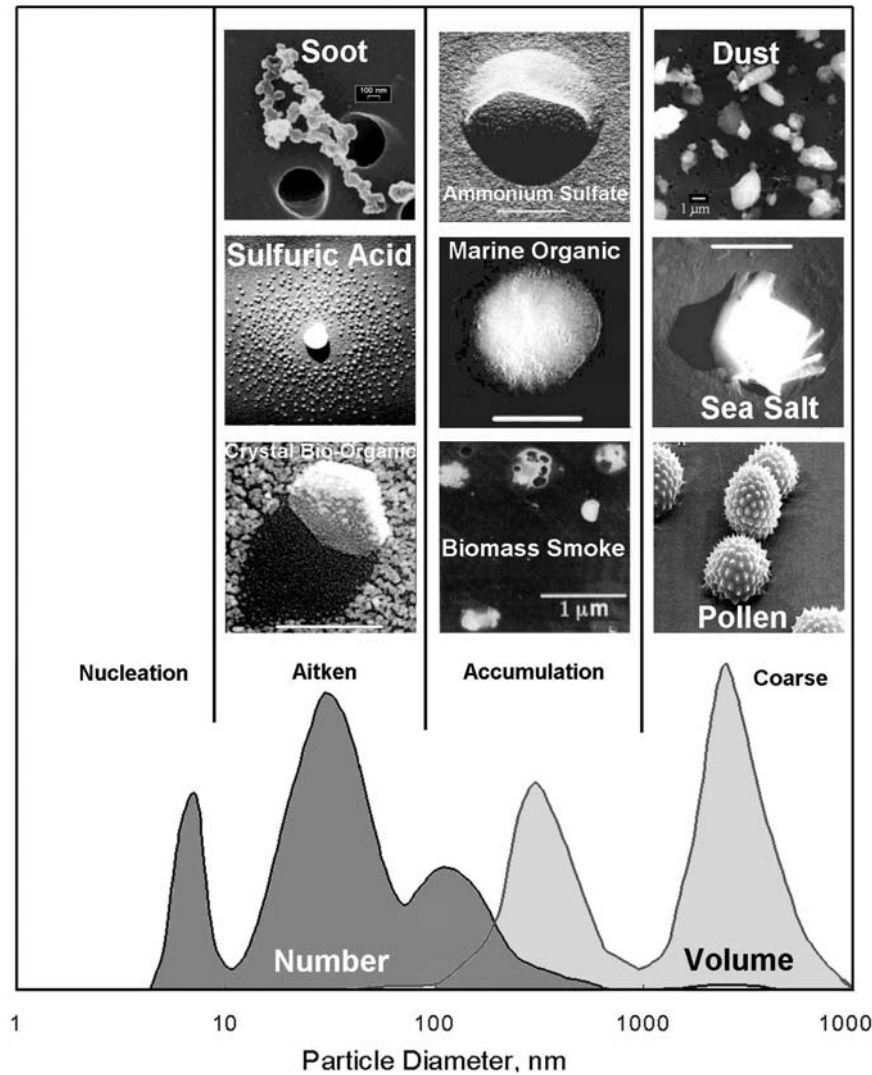 Soot
100 nm
Ammonium Sulfate
Dust
1 μm
Sulfuric Acid
Marine Organic
Sea Salt
Crystal Bio-Organic
Biomass Smoke
1 μm
Pollen
Nucleation
Aitken
Accumulation
Coarse
Number
Volume
1
10
100
1000
1000
Particle Diameter, nm